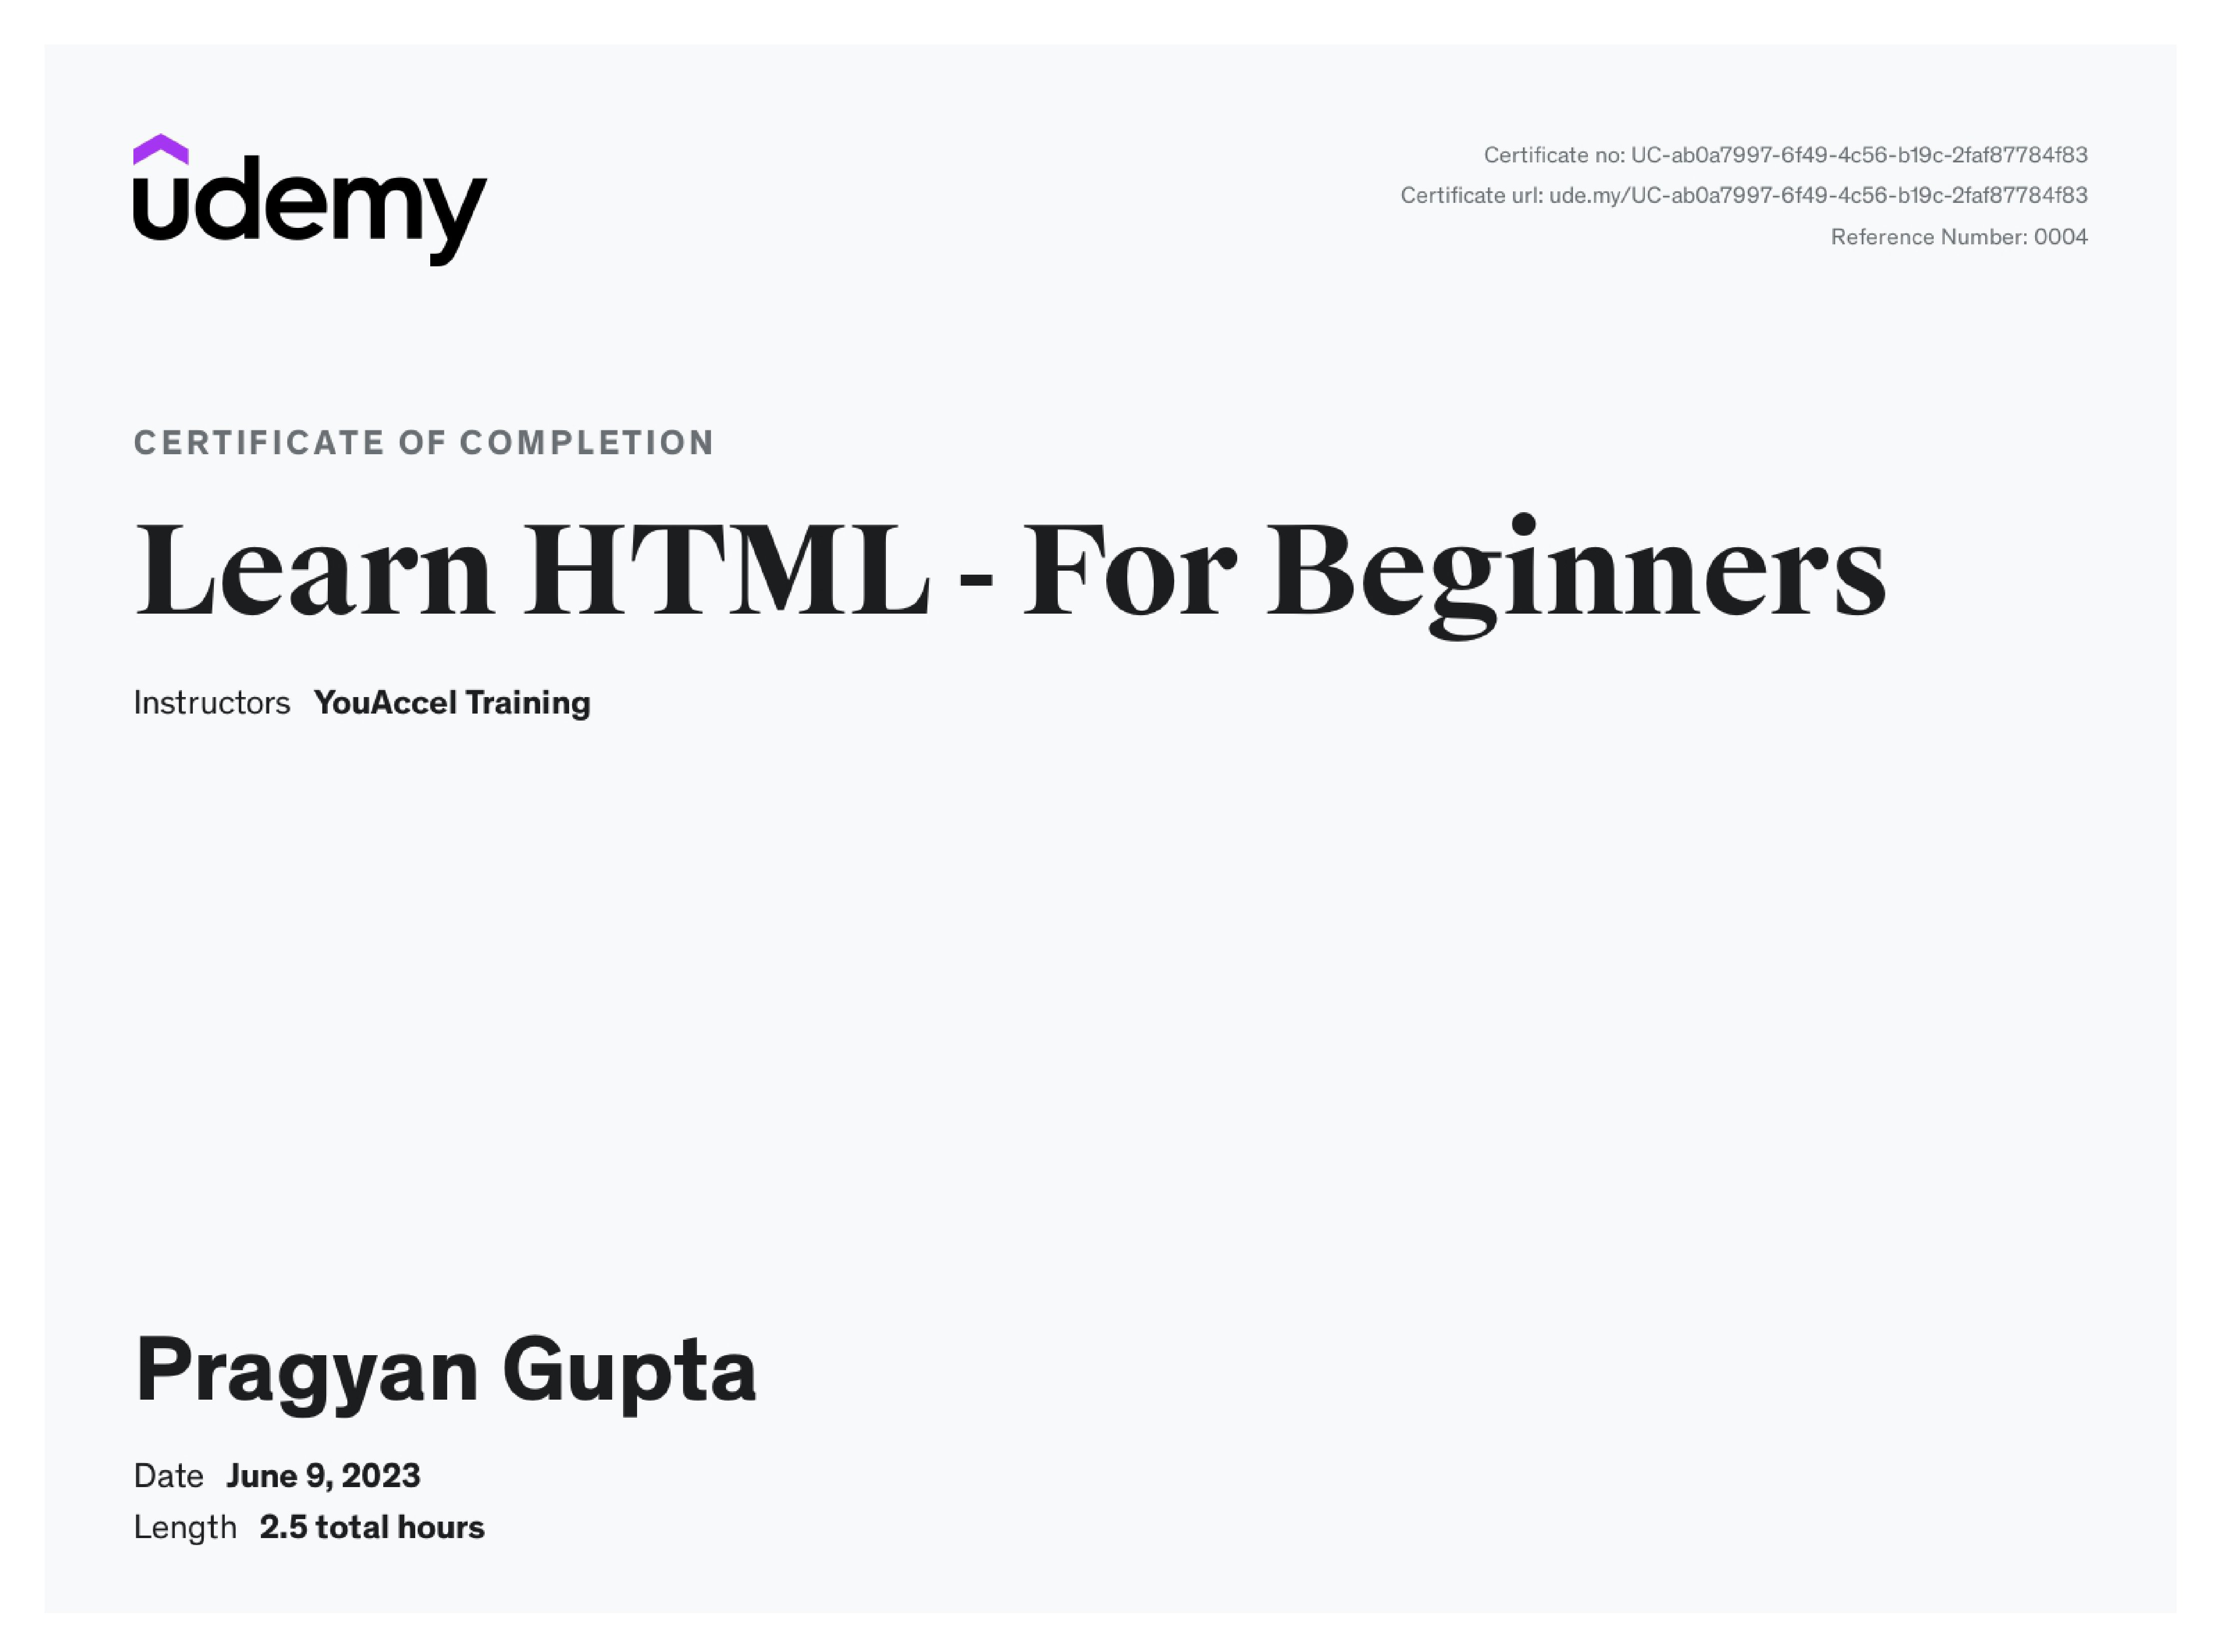 udemy
Certificate no: UC-ab0a7997-6f49-4c56-b19c-2faf87784f83
Certificate url: ude.my/UC-ab0a7997-6f49-4c56-b19c-2faf87784f83
Reference Number: 0004
CERTIFICATE OF COMPLETION
Learn HTML - For Beginners
Instructors YouAccel Training
Pragyan Gupta
Date June 9, 2023
Length 2.5 total hours